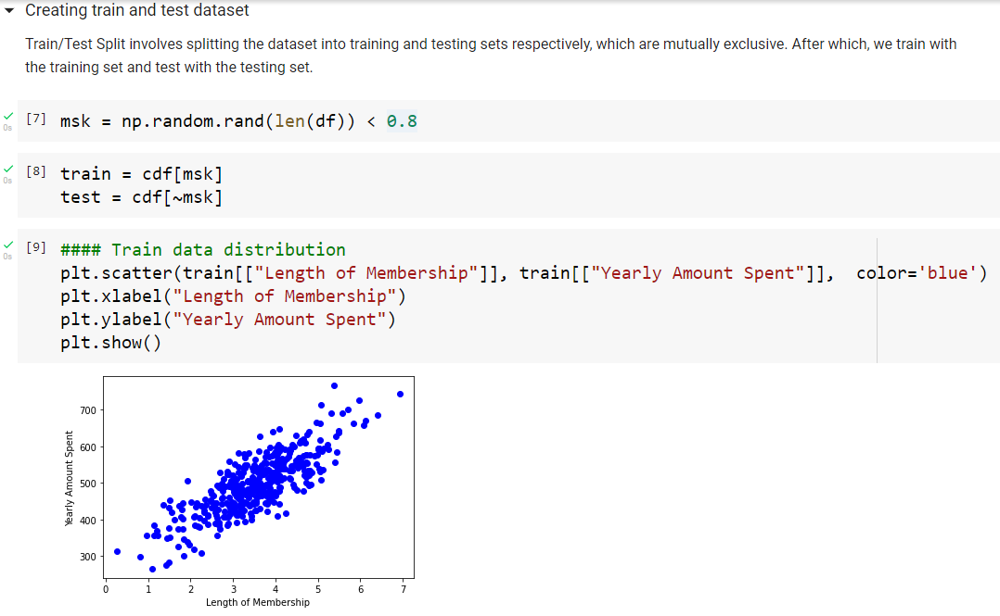 Creating train and test dataset
Train/Test Split involves splitting the dataset into training and testing sets respectively, which are mutually exclusive. After which, we train with
the training set and test with the testing set.
0s
[7] msk = np.random.rand(len(df)) < 0.8
0s
[8] train = cdf[msk]
test = cdf[~msk]
0s
[9] #### Train data distribution
plt.scatter(train[["Length of Membership"]], train[["Yearly Amount Spent"]],  color='blue')
plt.xlabel("Length of Membership")
plt.ylabel("Yearly Amount Spent")
plt.show()
Yearly Amount Spent
700
600
500
400
300
0 1 2 3 4 5 6 7
Length of Membership